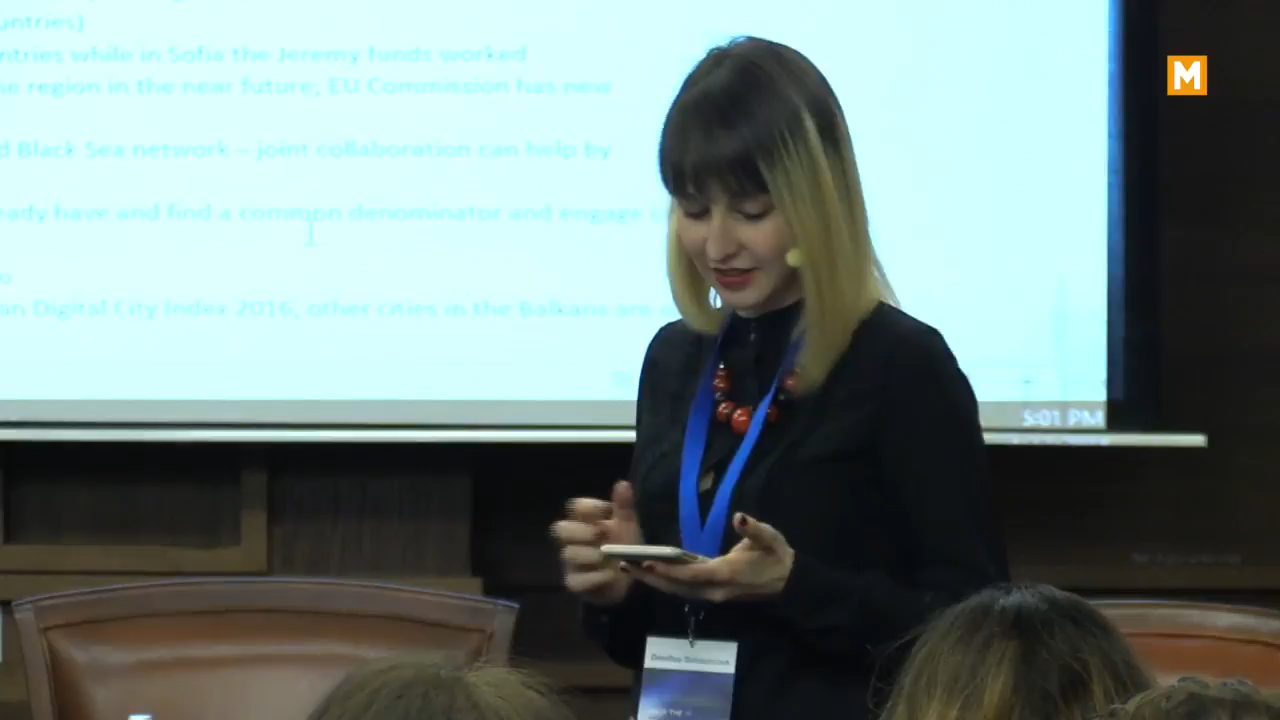 untries)
ntries while in Sofia the Jeremy funds worked
e region in the near future; EU Commission has new
d Black Sea network – joint collaboration can help by
eady have and find a common denominator and engage
an Digital City Index 2016, other cities in the Balkans are
5:01 PM
M